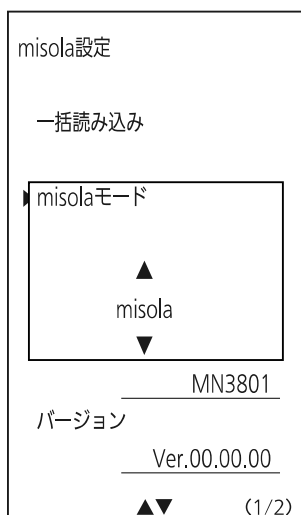 misola設定
一括読み込み
misolaモード
▲
misola
▼
MN3801
バージョン
Ver.00.00.00
▲▼ (1/2)